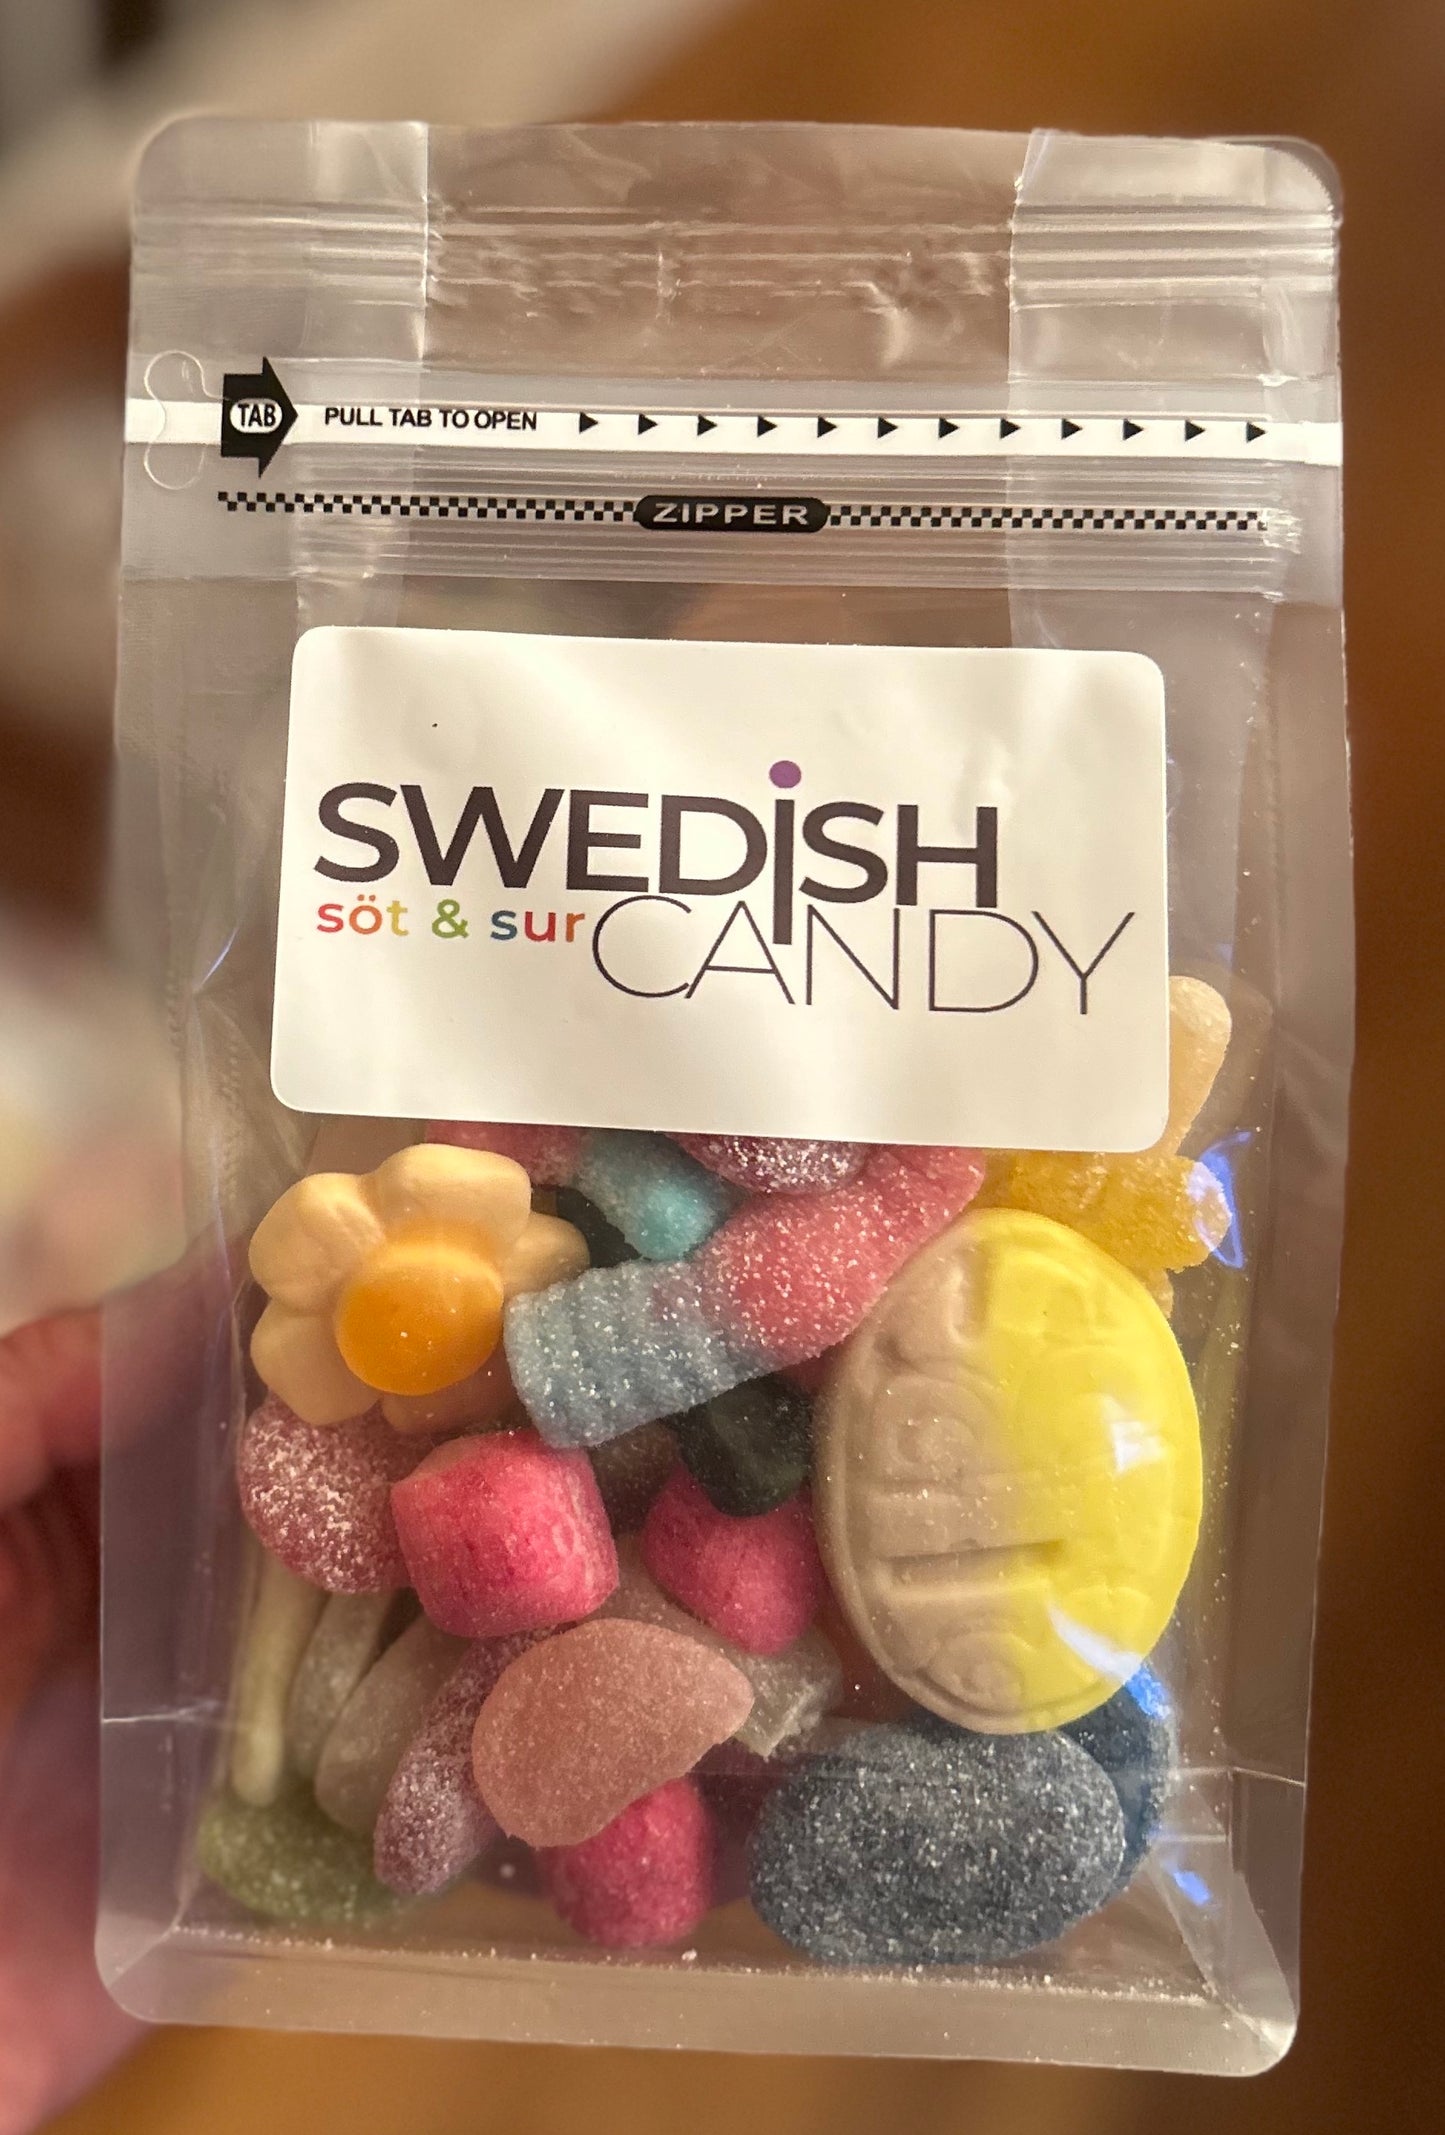 TAB PULL TAB TO OPEN
ZIPPER
SWEDiSH
söt & sur CANDY